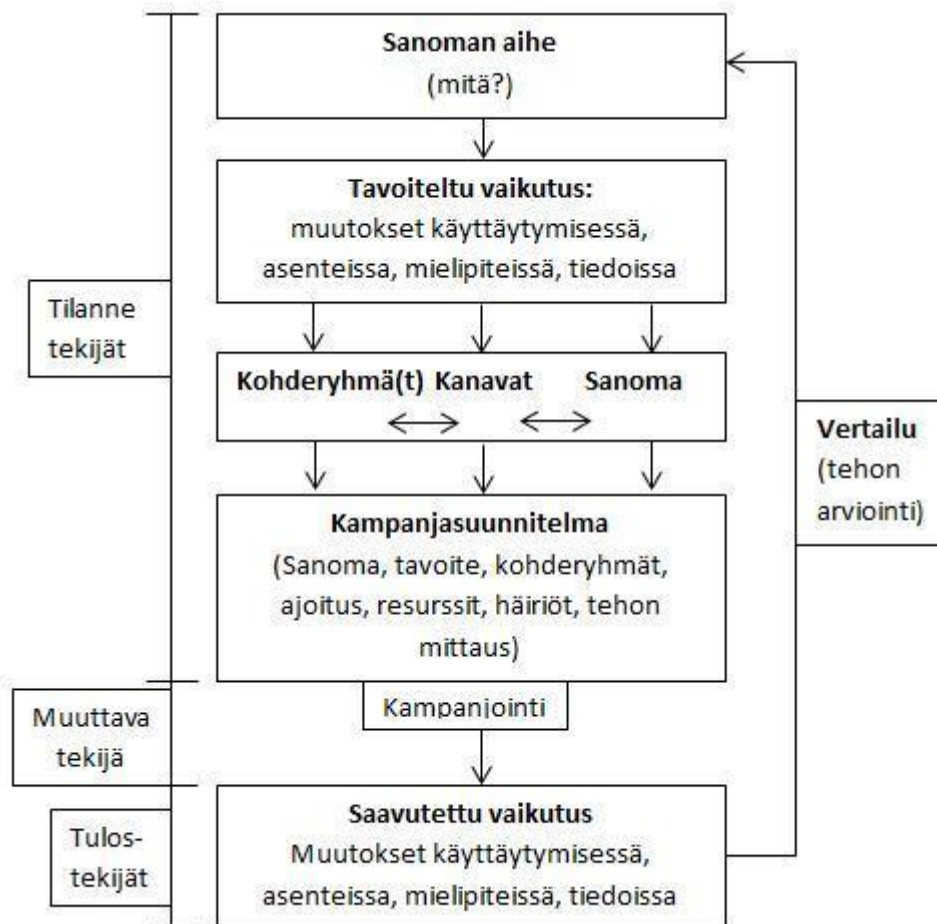 Sanoman aihe
(mitä?)
Tavoiteltu vaikutus:
muutokset käyttäytymisessä,
asenteissa, mielipiteissä, tiedoissa
Tilanne
tekijät
Kohderyhmä(t) Kanavat Sanoma
Vertailu
(tehon
arviointi)
Kampanjasuunnitelma
(Sanoma, tavoite, kohderyhmät,
ajoitus, resurssit, häiriöt, tehon
mittaus)
Kampanjointi
Muuttava
tekijä
Saavutettu vaikutus
Muutokset käyttäytymisessä,
asenteissa, mielipiteissä, tiedoissa
Tulos-
tekijät